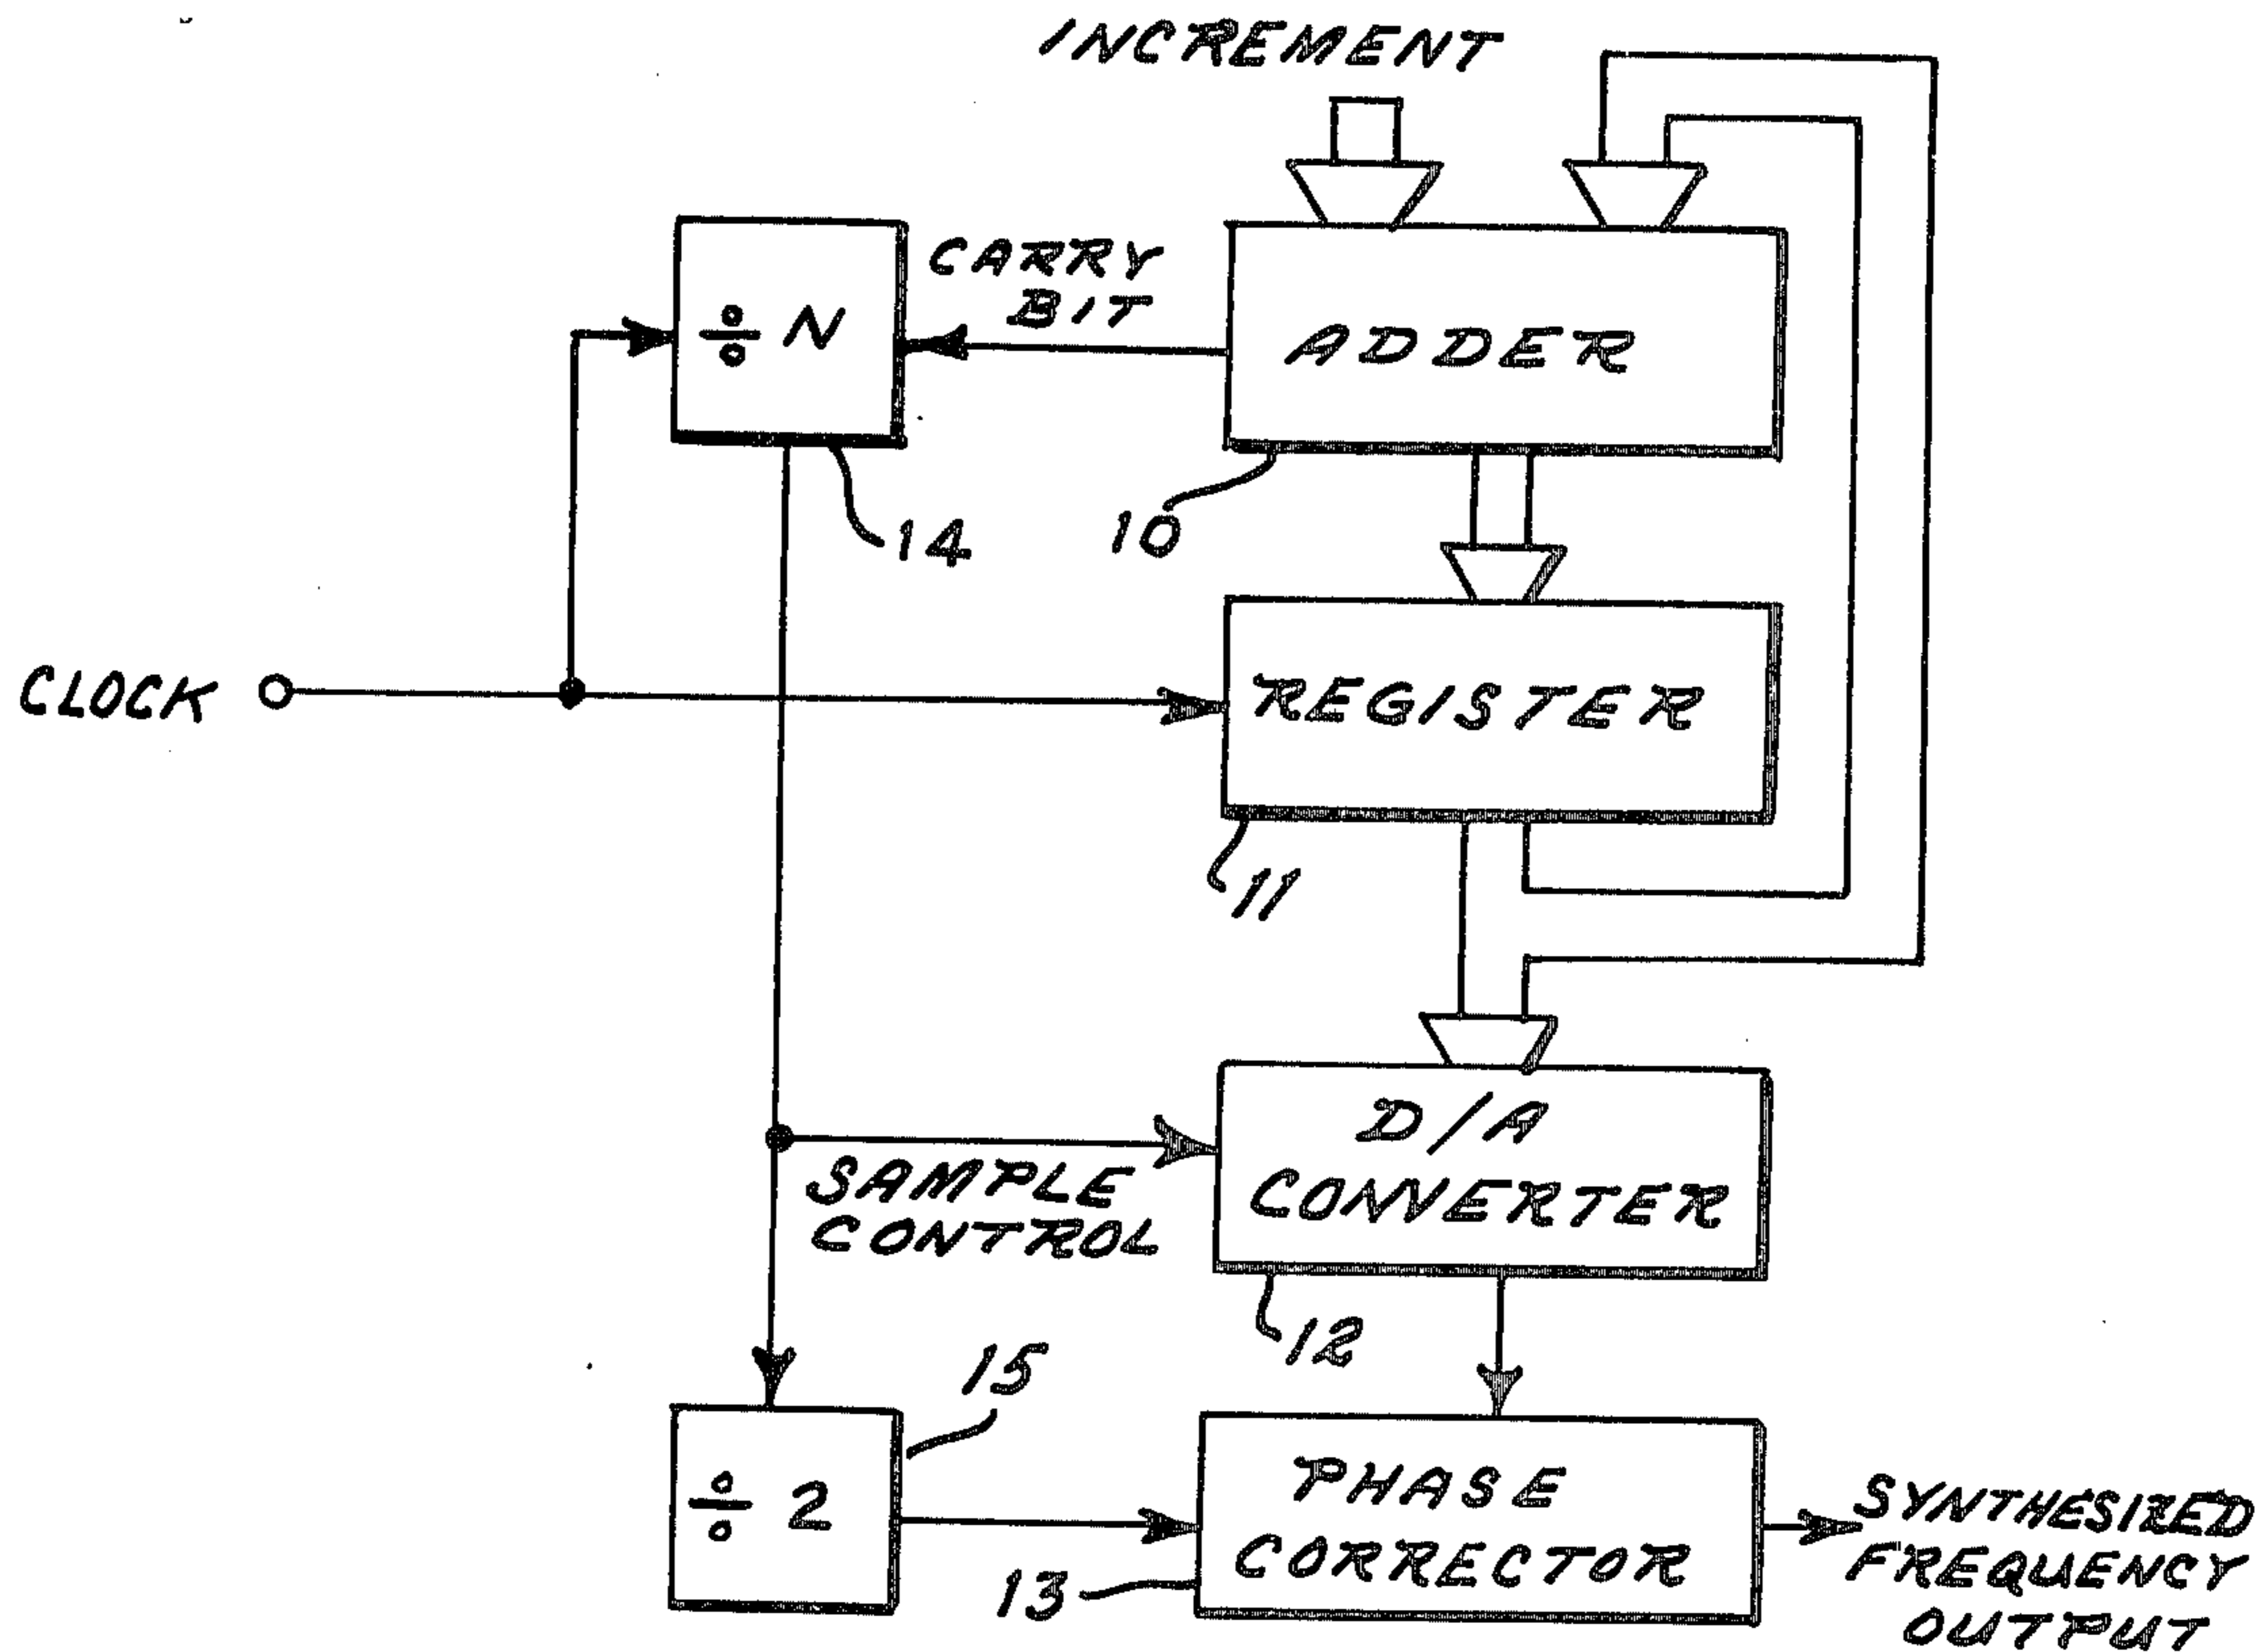 INCREMENT
CARRY
BIT
÷ N
ADDER
14
10
CLOCK
REGISTER
11
D/A
CONVERTER
SAMPLE
CONTROL
12
15
÷ 2
PHASE
CORRECTOR
13
SYNTHESIZED
FREQUENCY
OUTPUT